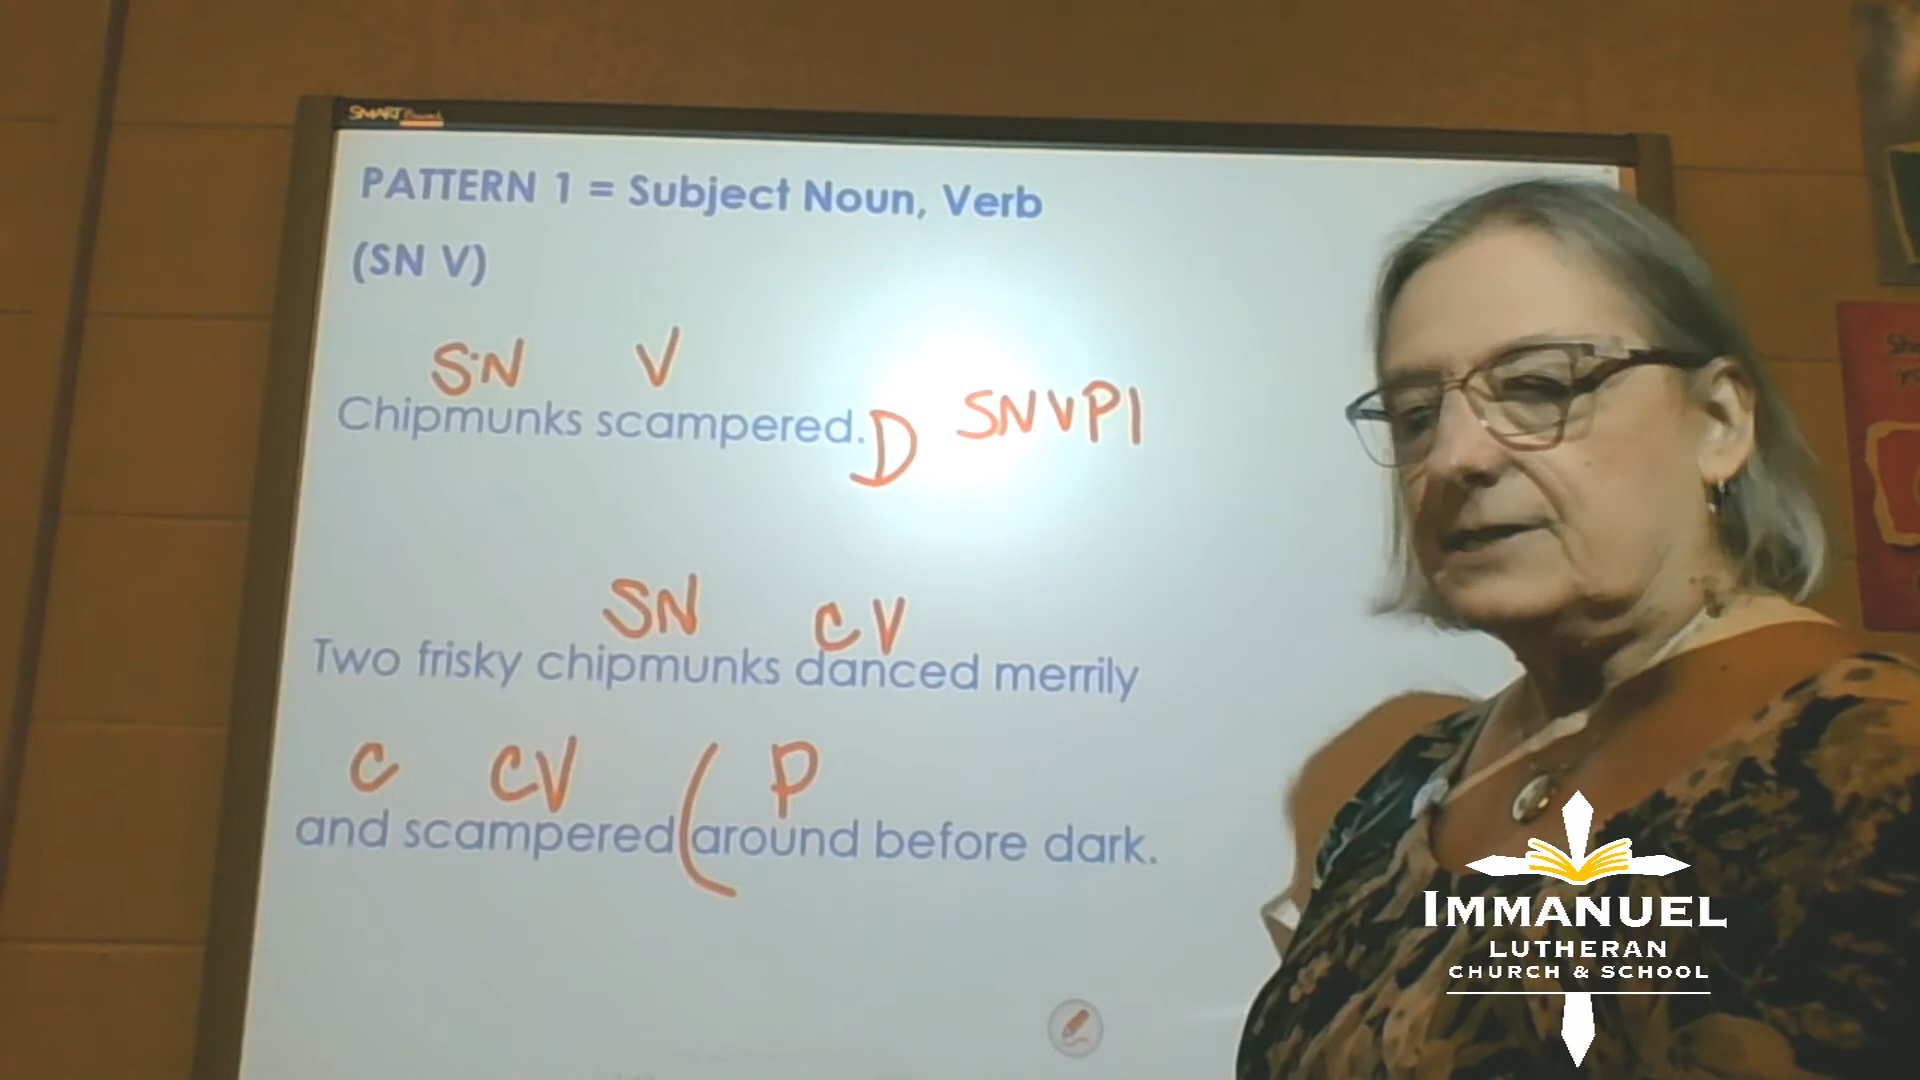 SMART Board
PATTERN 1 = Subject Noun, Verb
(SN V)
SN V
Chipmunks scampered. D SNVP1
SN CV
Two frisky chipmunks danced merrily
C CV ( P
and scampered around before dark.
IMMANUEL
LUTHERAN
CHURCH & SCHOOL